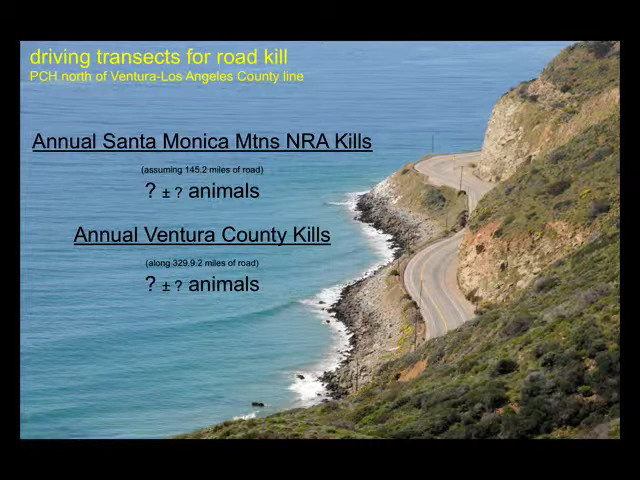 driving transects for road kill
PCH north of Ventura-Los Angeles County line
Annual Santa Monica Mtns NRA Kills
(assuming 145.2 miles of road)
? ± ? animals
Annual Ventura County Kills
(along 329.9.2 miles of road)
? ± ? animals